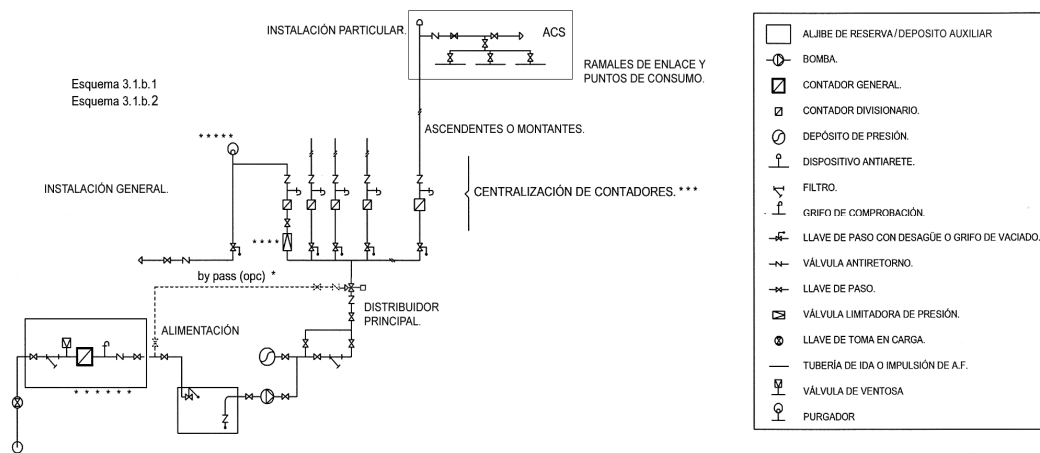 INSTALACIÓN PARTICULAR.
ACS
RAMALES DE ENLACE Y
PUNTOS DE CONSUMO.
Esquema 3.1.b.1
Esquema 3.1.b.2
ASCENDENTES O MONTANTES.
* * * * *
INSTALACIÓN GENERAL.
CENTRALIZACIÓN DE CONTADORES. * * *
* * * *
by pass (opc) *
DISTRIBUIDOR
PRINCIPAL.
ALIMENTACIÓN
* * * * * *
ALJIBE DE RESERVA / DEPOSITO AUXILIAR
BOMBA.
CONTADOR GENERAL.
CONTADOR DIVISIONARIO.
DEPÓSITO DE PRESIÓN.
DISPOSITIVO ANTIARETE.
FILTRO.
GRIFO DE COMPROBACIÓN.
LLAVE DE PASO CON DESAGÜE O GRIFO DE VACIADO.
VÁLVULA ANTIRETORNO.
LLAVE DE PASO.
VÁLVULA LIMITADORA DE PRESIÓN.
LLAVE DE TOMA EN CARGA.
TUBERÍA DE IDA O IMPULSIÓN DE A.F.
VÁLVULA DE VENTOSA
PURGADOR